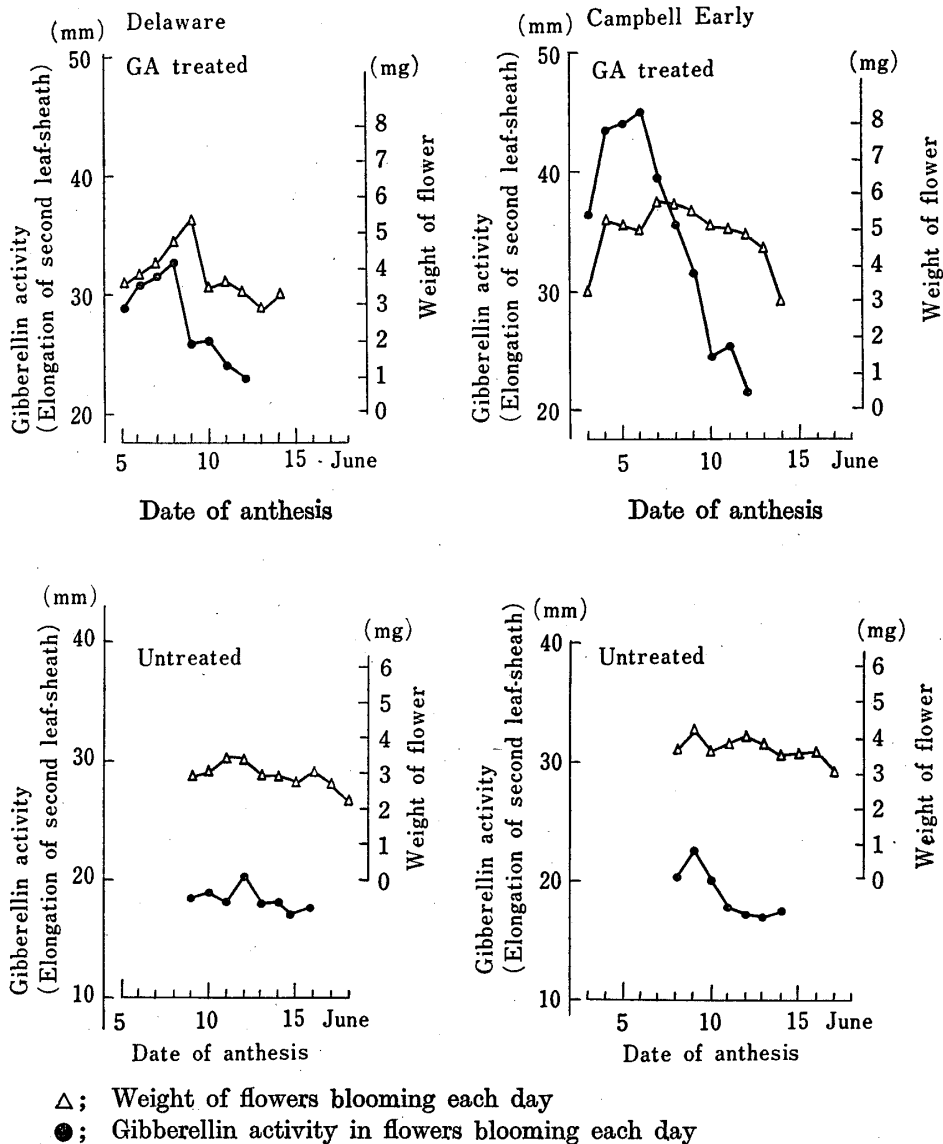 Delaware
(mm)
GA treated
(mg)
50
40
30
20
8
7
6
5
4
3
2
1
0
Gibberellin activity
(Elongation of second leaf-sheath)
Weight of flower
5 10 15 June
Date of anthesis
Campbell Early
(mm)
GA treated
(mg)
50
40
30
20
8
7
6
5
4
3
2
1
0
Gibberellin activity
(Elongation of second leaf-sheath)
Weight of flower
5 10 15 June
Date of anthesis
(mm)
Untreated
(mg)
40
30
20
10
6
5
4
3
2
1
0
Gibberellin activity
(Elongation of second leaf-sheath)
Weight of flower
5 10 15 June
Date of anthesis
(mm)
Untreated
(mg)
40
30
20
10
6
5
4
3
2
1
0
Gibberellin activity
(Elongation of second leaf-sheath)
Weight of flower
5 10 15 June
Date of anthesis
△; Weight of flowers blooming each day
●; Gibberellin activity in flowers blooming each day